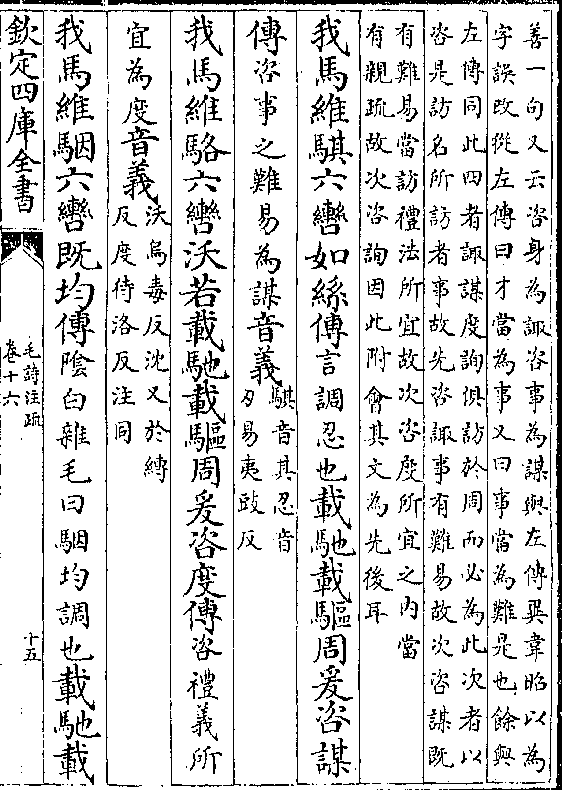 善一句又云咨身為諏咨事為謀與左傳異韋昭以為
字誤改從左傳曰才當為事又曰事當為難是也餘與
左傳同此四者諏謀度詢俱訪於周而必為此次者以
咨是訪名所訪者事故先咨諏事有難易故次咨謀既
有難易當訪禮法所宜故次咨度所宜之内當
有親疏故次咨詢因此附會其文為先後耳
我馬維騏六轡如絲傳言調忍也載馳載驅周爰咨謀
傳咨事之難易為謀音義騏音其忍音
刃易夷豉反
我馬維駱六轡沃若載馳載驅周爰咨度傳咨禮義所
宜為度音義沃烏毒反沈又於縛
反度待洛反注同
我馬維駰六轡既均傳隂白雜毛曰駰均調也載馳載
欽定四庫全書
毛詩注疏
卷十六
十五